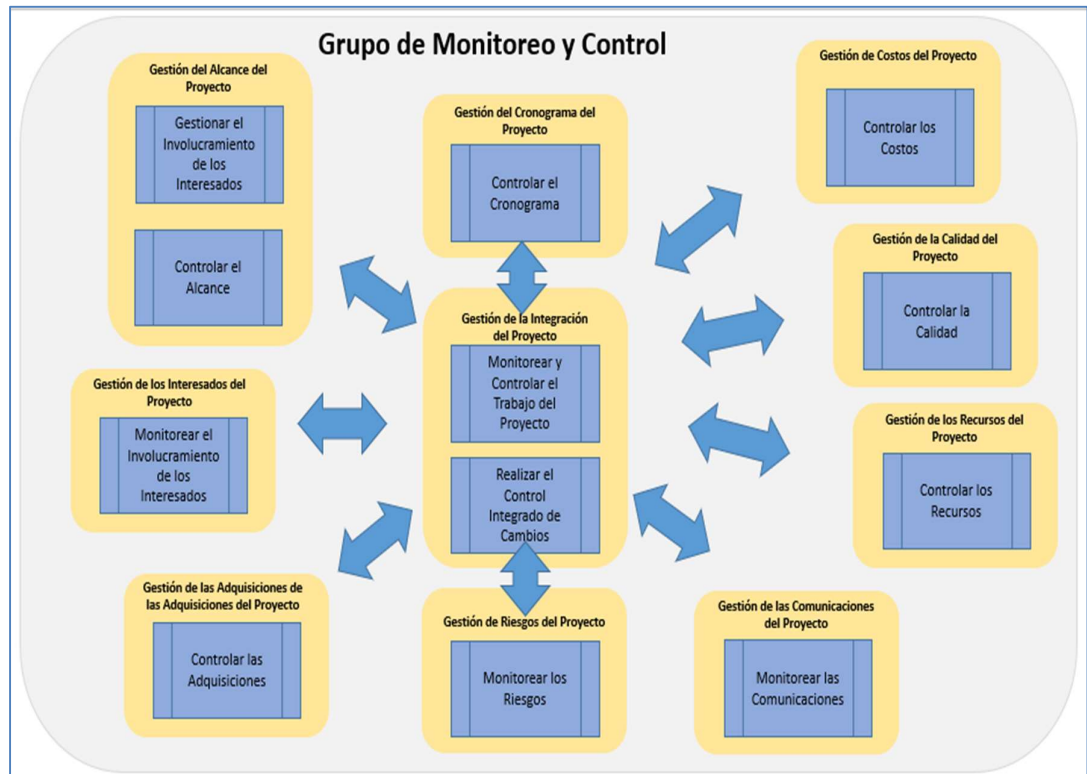 Grupo de Monitoreo y Control
Gestión del Alcance del
Proyecto
Gestionar el
Involucramiento
de los
Interesados
Controlar el
Alcance
Gestión del Cronograma del
Proyecto
Controlar el
Cronograma
Gestión de Costos del Proyecto
Controlar los
Costos
Gestión de la Calidad del
Proyecto
Controlar la
Calidad
Gestión de la Integración
del Proyecto
Monitorear y
Controlar el
Trabajo del
Proyecto
Realizar el
Control
Integrado de
Cambios
Gestión de los Interesados del
Proyecto
Monitorear el
Involucramiento
de los
Interesados
Gestión de los Recursos del
Proyecto
Controlar los
Recursos
Gestión de las Adquisiciones de
las Adquisiciones del Proyecto
Controlar las
Adquisiciones
Gestión de Riesgos del Proyecto
Monitorear los
Riesgos
Gestión de las Comunicaciones
del Proyecto
Monitorear las
Comunicaciones